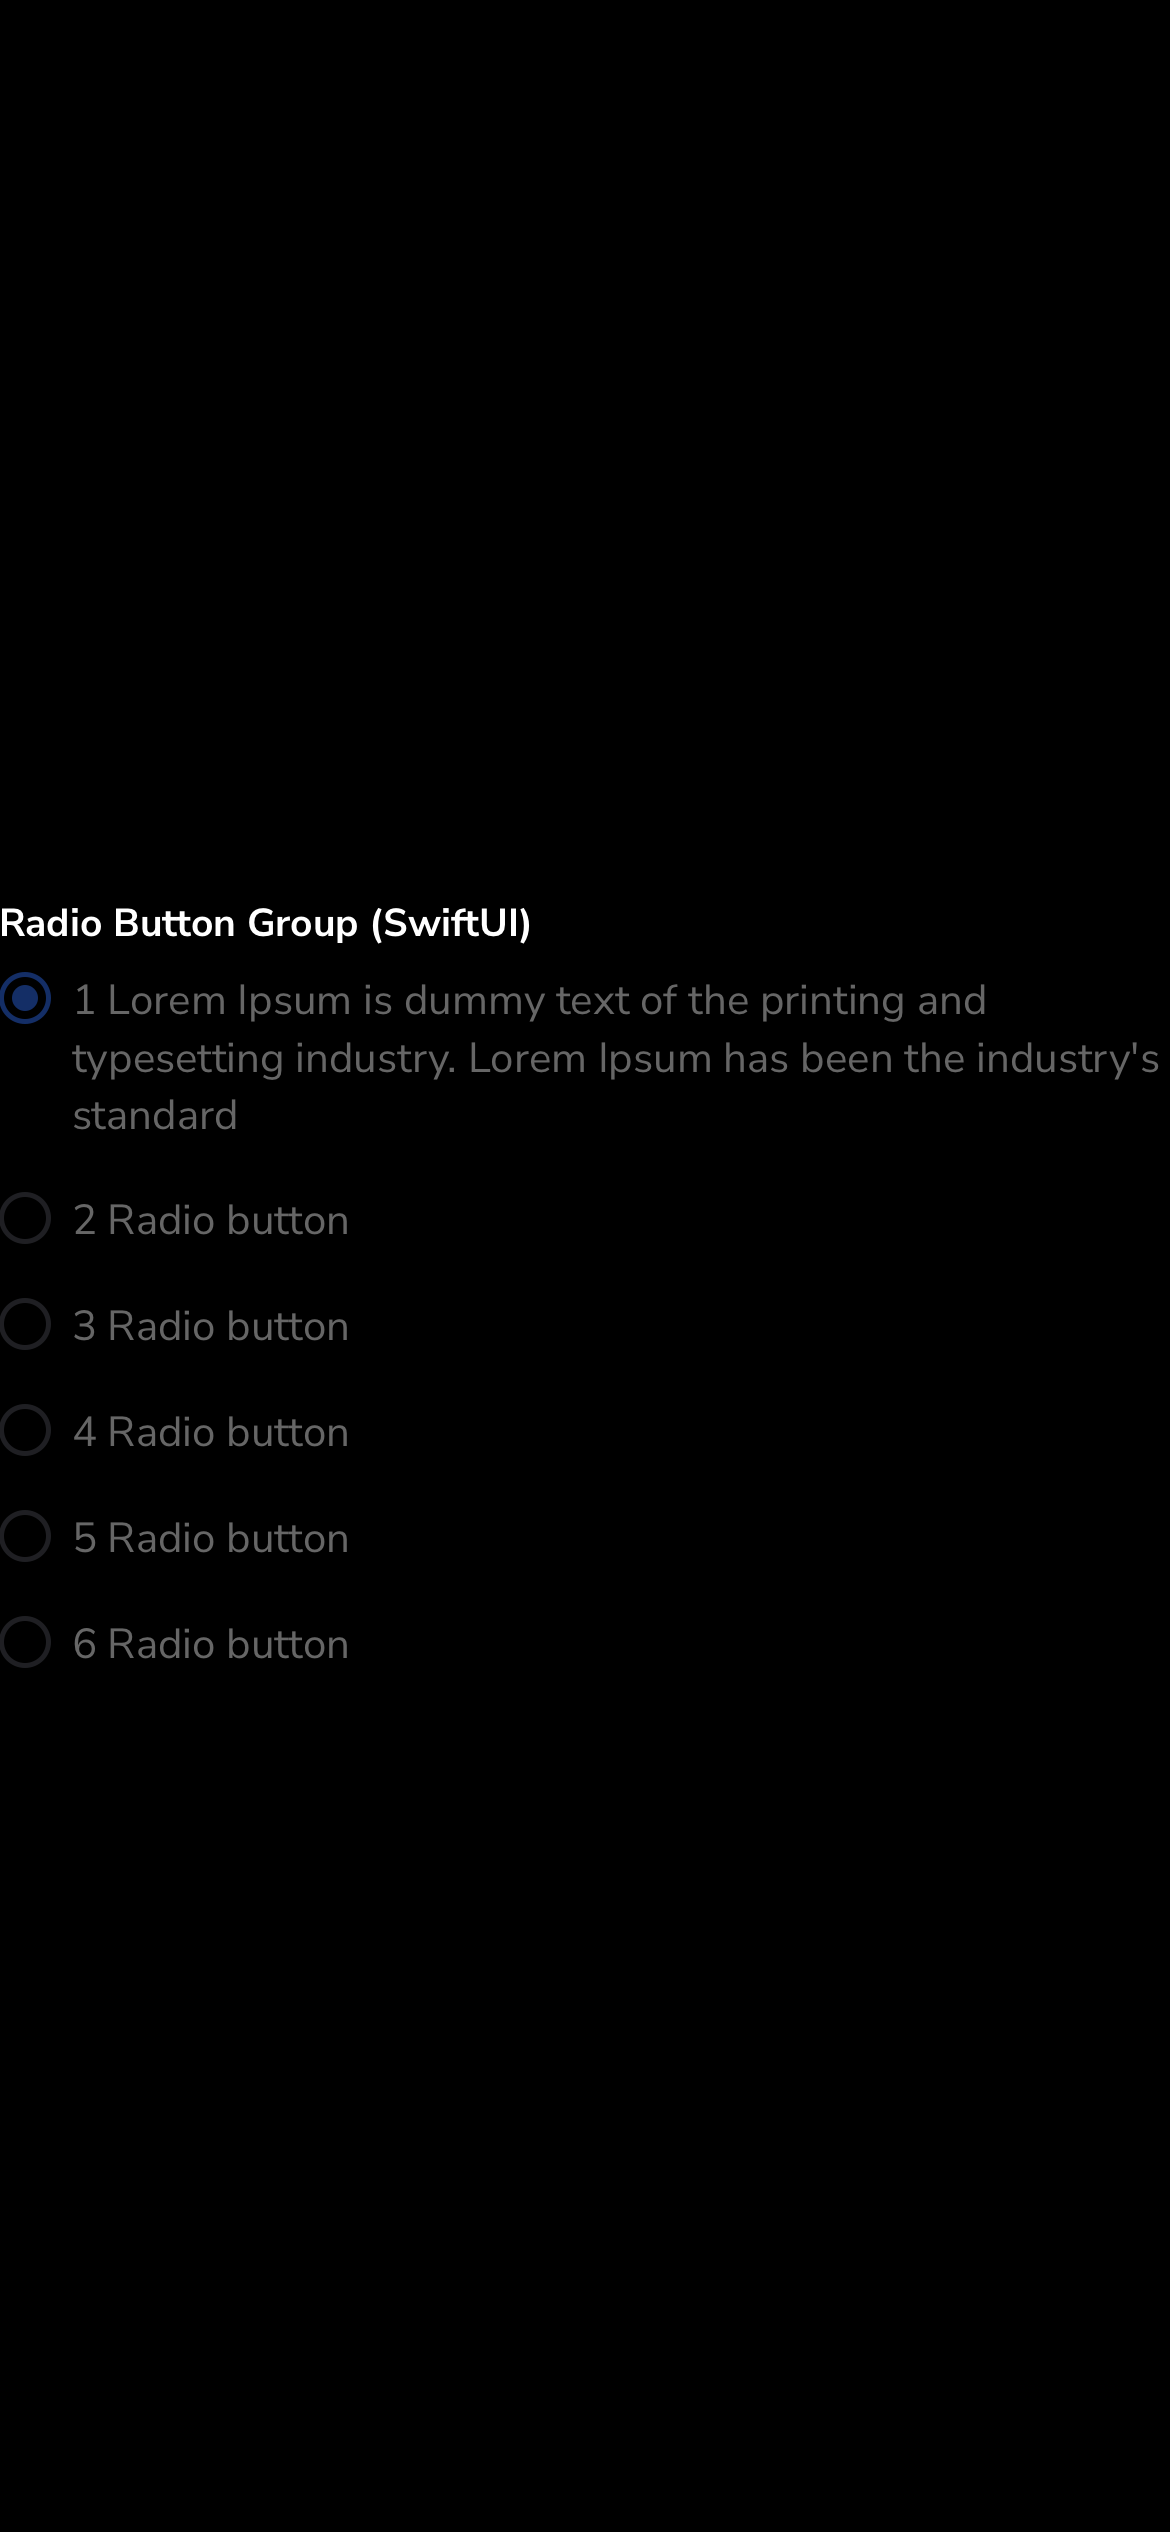 Radio Button Group (SwiftUI)
1 Lorem Ipsum is dummy text of the printing and
typesetting industry. Lorem Ipsum has been the industry's
standard
2 Radio button
3 Radio button
4 Radio button
5 Radio button
6 Radio button